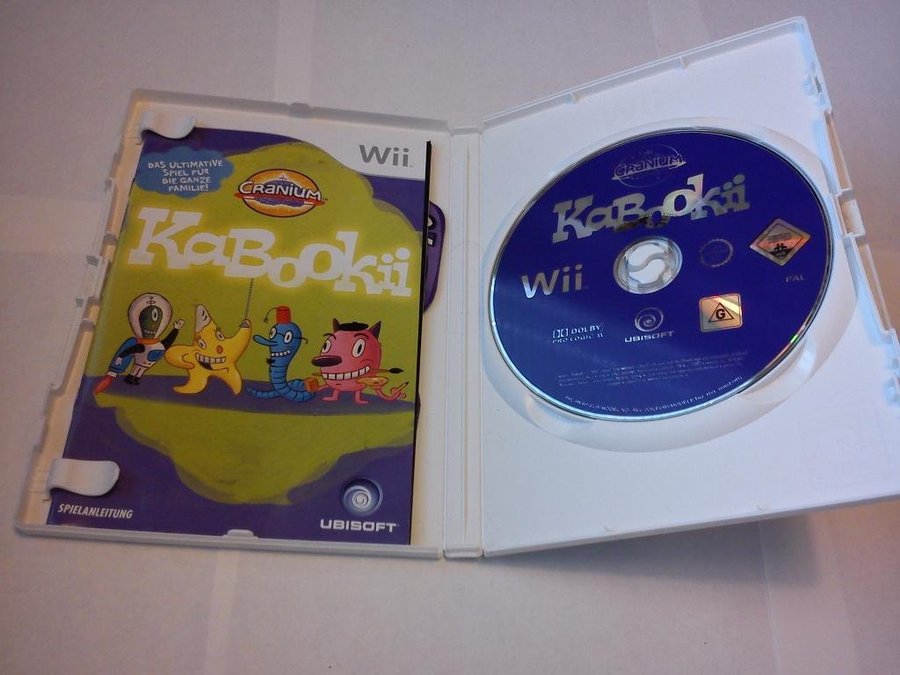 Wii
DAS ULTIMATIVE
SPIEL FÜR
DIE GANZE
FAMILIE!
CRANIUM
KaBookii
SPIELANLEITUNG
UBISOFT
CRANIUM
KaBookii
Wii
PAL
DOLBY
PRO LOGIC II
UBISOFT
G